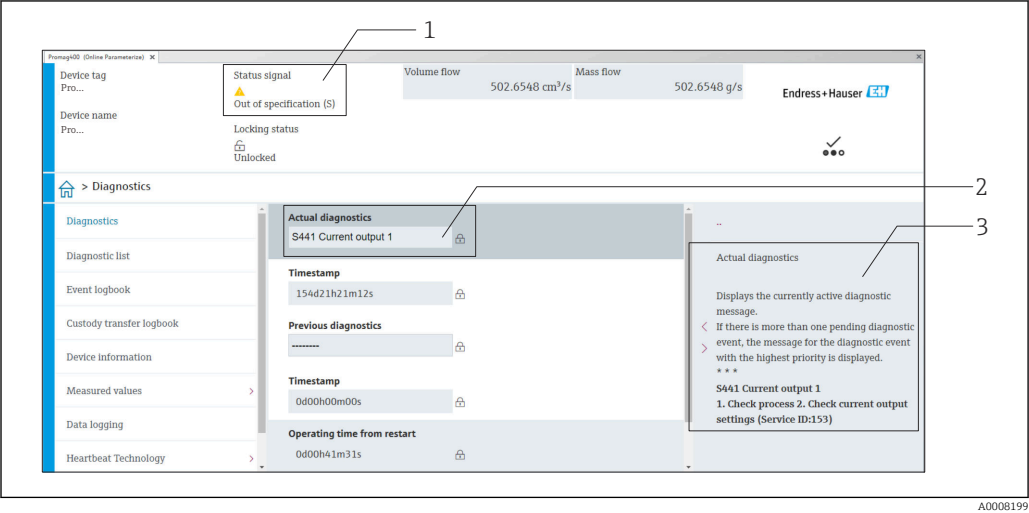 1
Promag400 (Online Parameterize) ×
×
Device tag
Pro...
Status signal
Out of specification (S)
Volume flow
502.6548 cm³/s
Mass flow
502.6548 g/s
Endress+Hauser EH
Device name
Pro...
Locking status
Unlocked
> Diagnostics
2
3
Diagnostics
Diagnostic list
Event logbook
Custody transfer logbook
Device information
Measured values >
Data logging
Heartbeat Technology >
Actual diagnostics
S441 Current output 1
Timestamp
154d21h21m12s
Previous diagnostics
--------
Timestamp
0d00h00m00s
Operating time from restart
0d00h41m31s
..
Actual diagnostics
Displays the currently active diagnostic
message.
If there is more than one pending diagnostic
event, the message for the diagnostic event
with the highest priority is displayed.
* * *
S441 Current output 1
1. Check process 2. Check current output
settings (Service ID:153)
A0008199